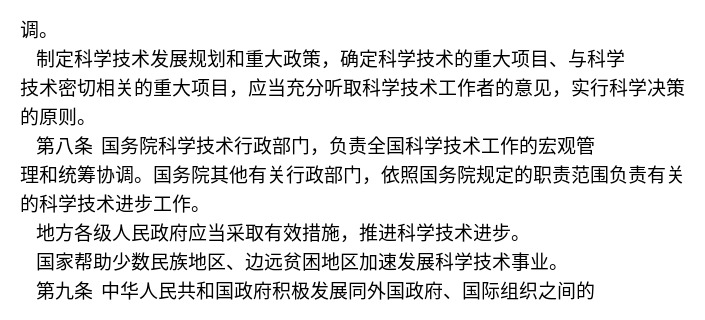 调。
制定科学技术发展规划和重大政策，确定科学技术的重大项目、与科学
技术密切相关的重大项目，应当充分听取科学技术工作者的意见，实行科学决策
的原则。
第八条 国务院科学技术行政部门，负责全国科学技术工作的宏观管
理和统筹协调。国务院其他有关行政部门，依照国务院规定的职责范围负责有关
的科学技术进步工作。
地方各级人民政府应当采取有效措施，推进科学技术进步。
国家帮助少数民族地区、边远贫困地区加速发展科学技术事业。
第九条 中华人民共和国政府积极发展同外国政府、国际组织之间的